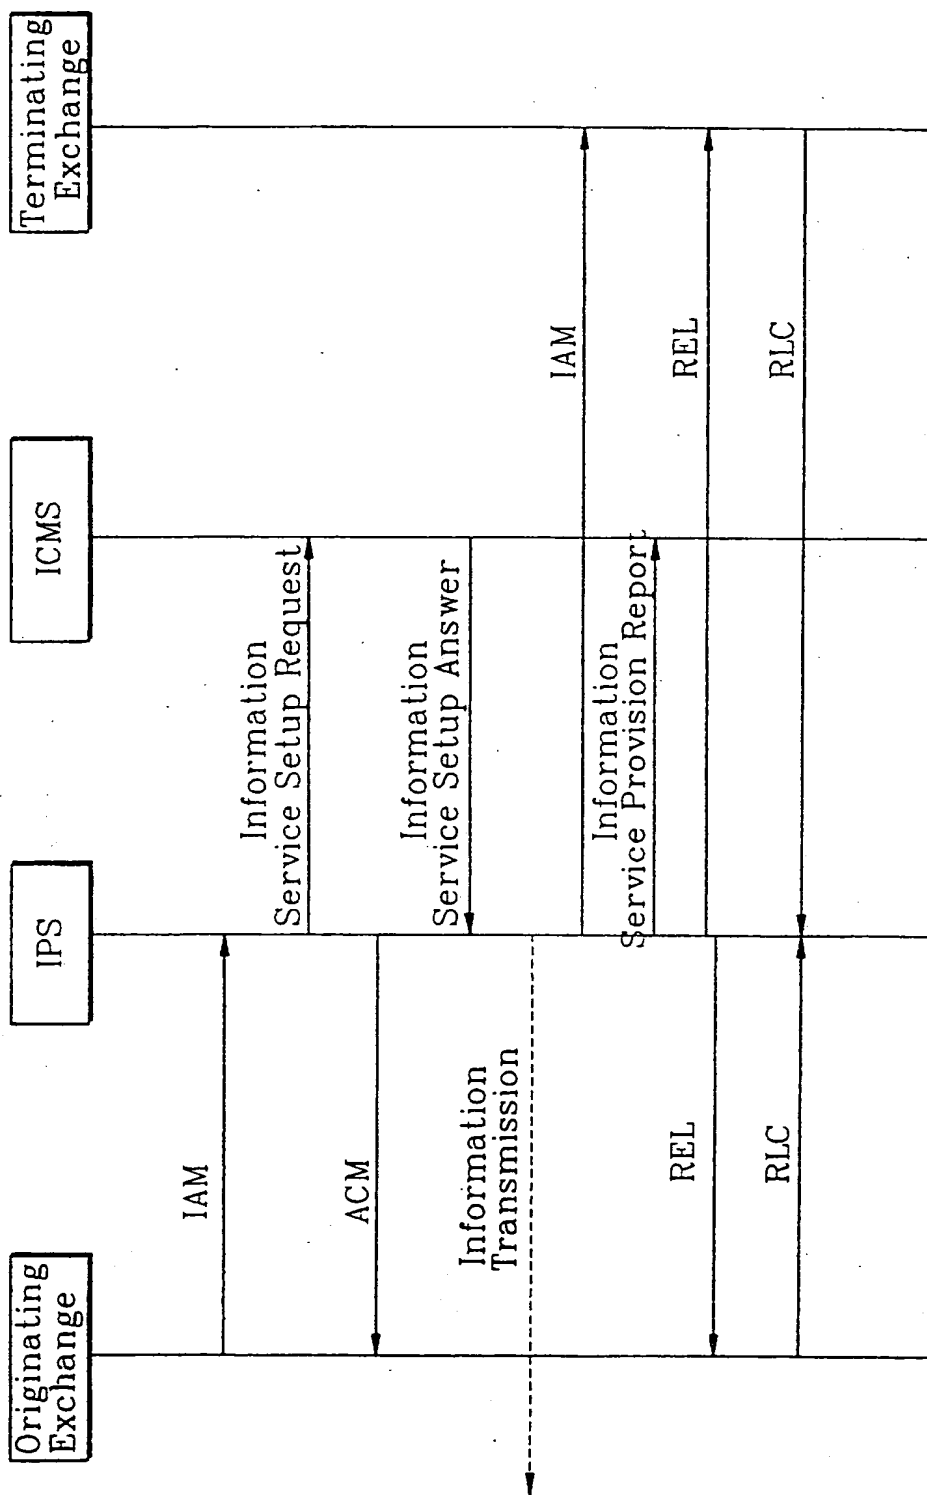 Originating
Exchange
IPS
ICMS
Terminating
Exchange
IAM
Information
Service Setup Request
ACM
Information
Service Setup Answer
Information
Transmission
IAM
Information
Service Provision Report
REL
REL
RLC
RLC